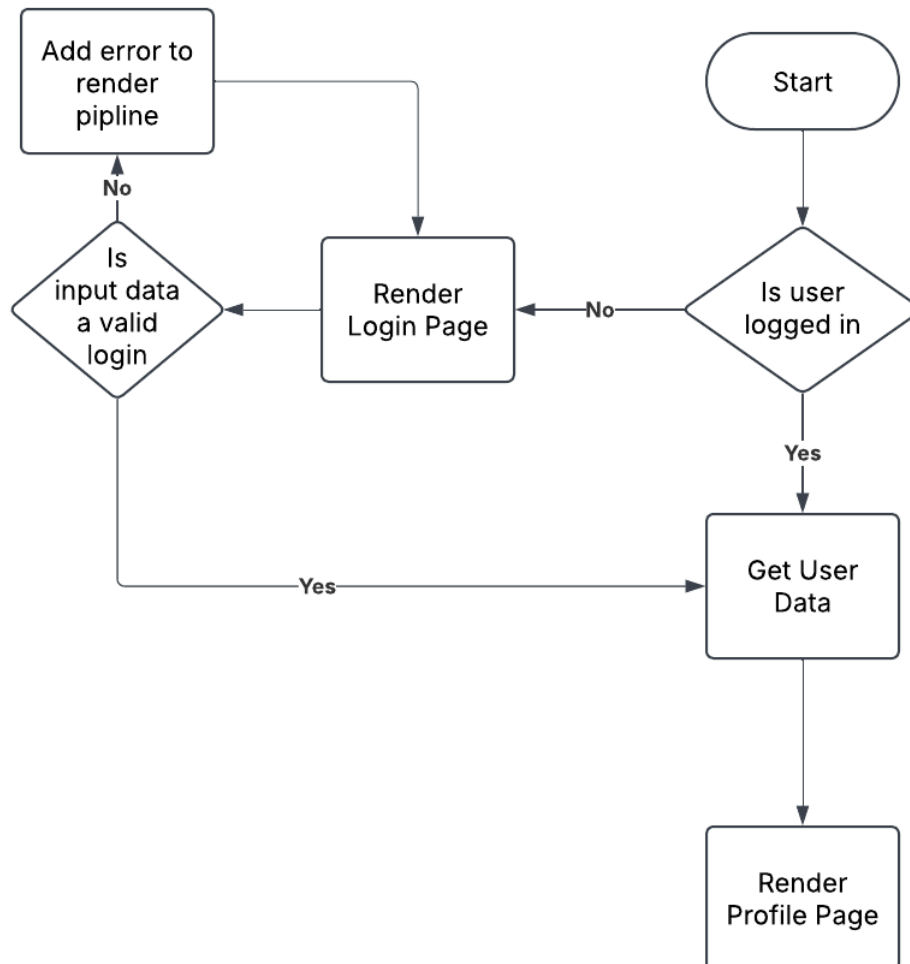 Start
Is user
logged in
No
Render
Login Page
Is
input data
a valid
login
No
Add error to
render
pipline
Yes
Yes
Get User
Data
Render
Profile Page